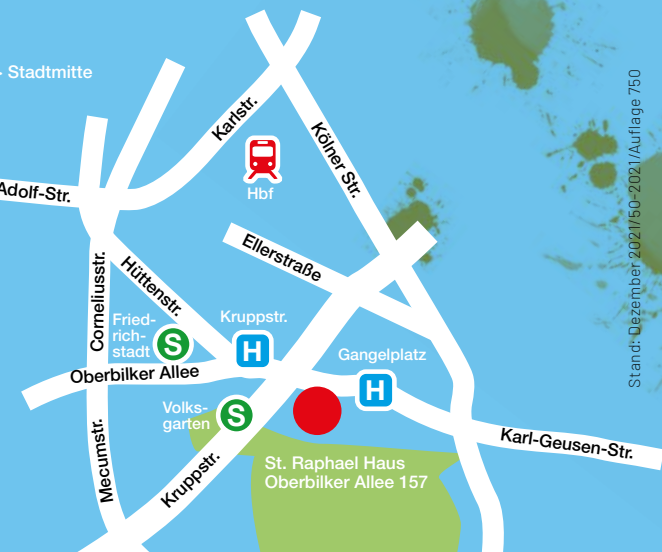 Stadtmitte
Karlstr.
Kölner Str.
Hbf
Adolf-Str.
Ellerstraße
Hüttenstr.
Corneliusstr.
Kruppstr.
H
Fried-
rich-
stadt
S
Gangelplatz
H
Oberbilker Allee
Volks-
garten
S
Mecumstr.
Kruppstr.
Karl-Geusen-Str.
St. Raphael Haus
Oberbilker Allee 157
Stand: Dezember 2021/50-2021/Auflage 750